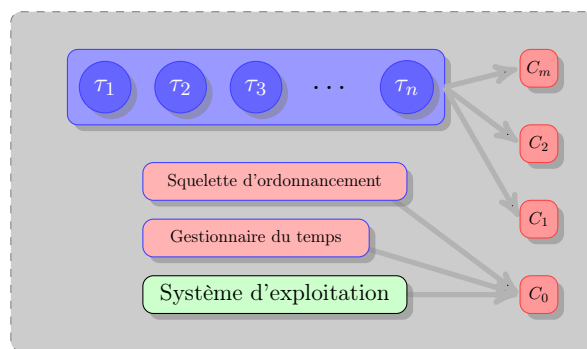 τ₁ τ₂ τ₃ ⋯ τₙ
Cₘ
C₂
Squelette d'ordonnancement
C₁
Gestionnaire du temps
Système d'exploitation
C₀